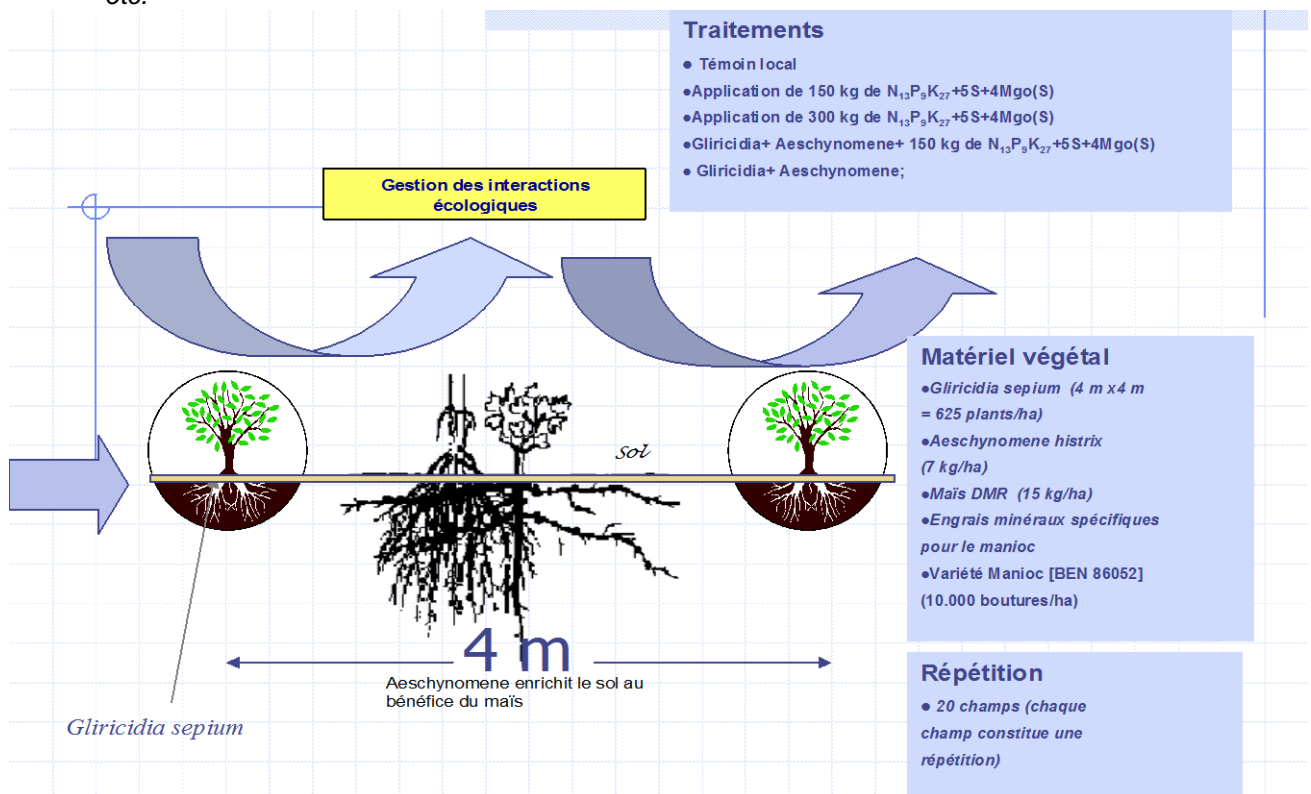 etc.
Traitements
● Témoin local
●Application de 150 kg de N₁₃P₉K₂₇+5S+4Mgo(S)
●Application de 300 kg de N₁₃P₉K₂₇+5S+4Mgo(S)
●Gliricidia+ Aeschynomene+ 150 kg de N₁₃P₉K₂₇+5S+4Mgo(S)
● Gliricidia+ Aeschynomene;
Gestion des interactions
écologiques
Matériel végétal
●Gliricidia sepium (4 m x4 m
= 625 plants/ha)
●Aeschynomene histrix
(7 kg/ha)
●Maïs DMR (15 kg/ha)
●Engrais minéraux spécifiques
pour le manioc
●Variété Manioc [BEN 86052]
(10.000 boutures/ha)
sol
4 m
Aeschynomene enrichit le sol au
bénéfice du maïs
Gliricidia sepium
Répétition
● 20 champs (chaque
champ constitue une
répétition)